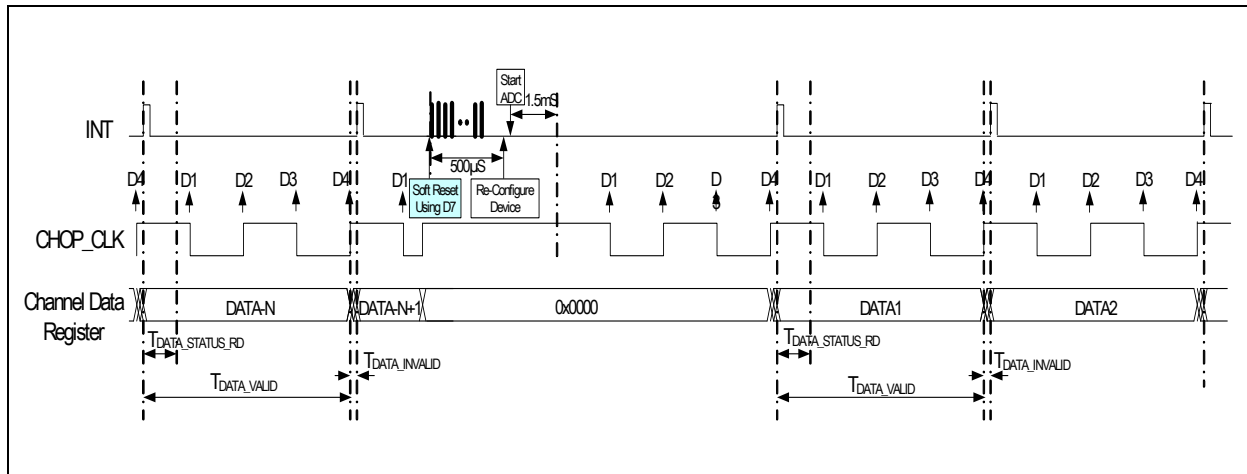 Start
ADC
1.5mS
INT
500µS
D4 D1 D2 D3 D4 D1 D1 D2 D
3 D4 D1 D2 D3 D4 D1 D2 D3 D4
Soft Reset
Using D7
Re-Configure
Device
CHOP_CLK
Channel Data
Register
DATA-N
DATA-N+1
0x0000
DATA1
DATA2
TDATA_STATUS_RD
TDATA_INVALID
TDATA_VALID
TDATA_STATUS_RD
TDATA_INVALID
TDATA_VALID